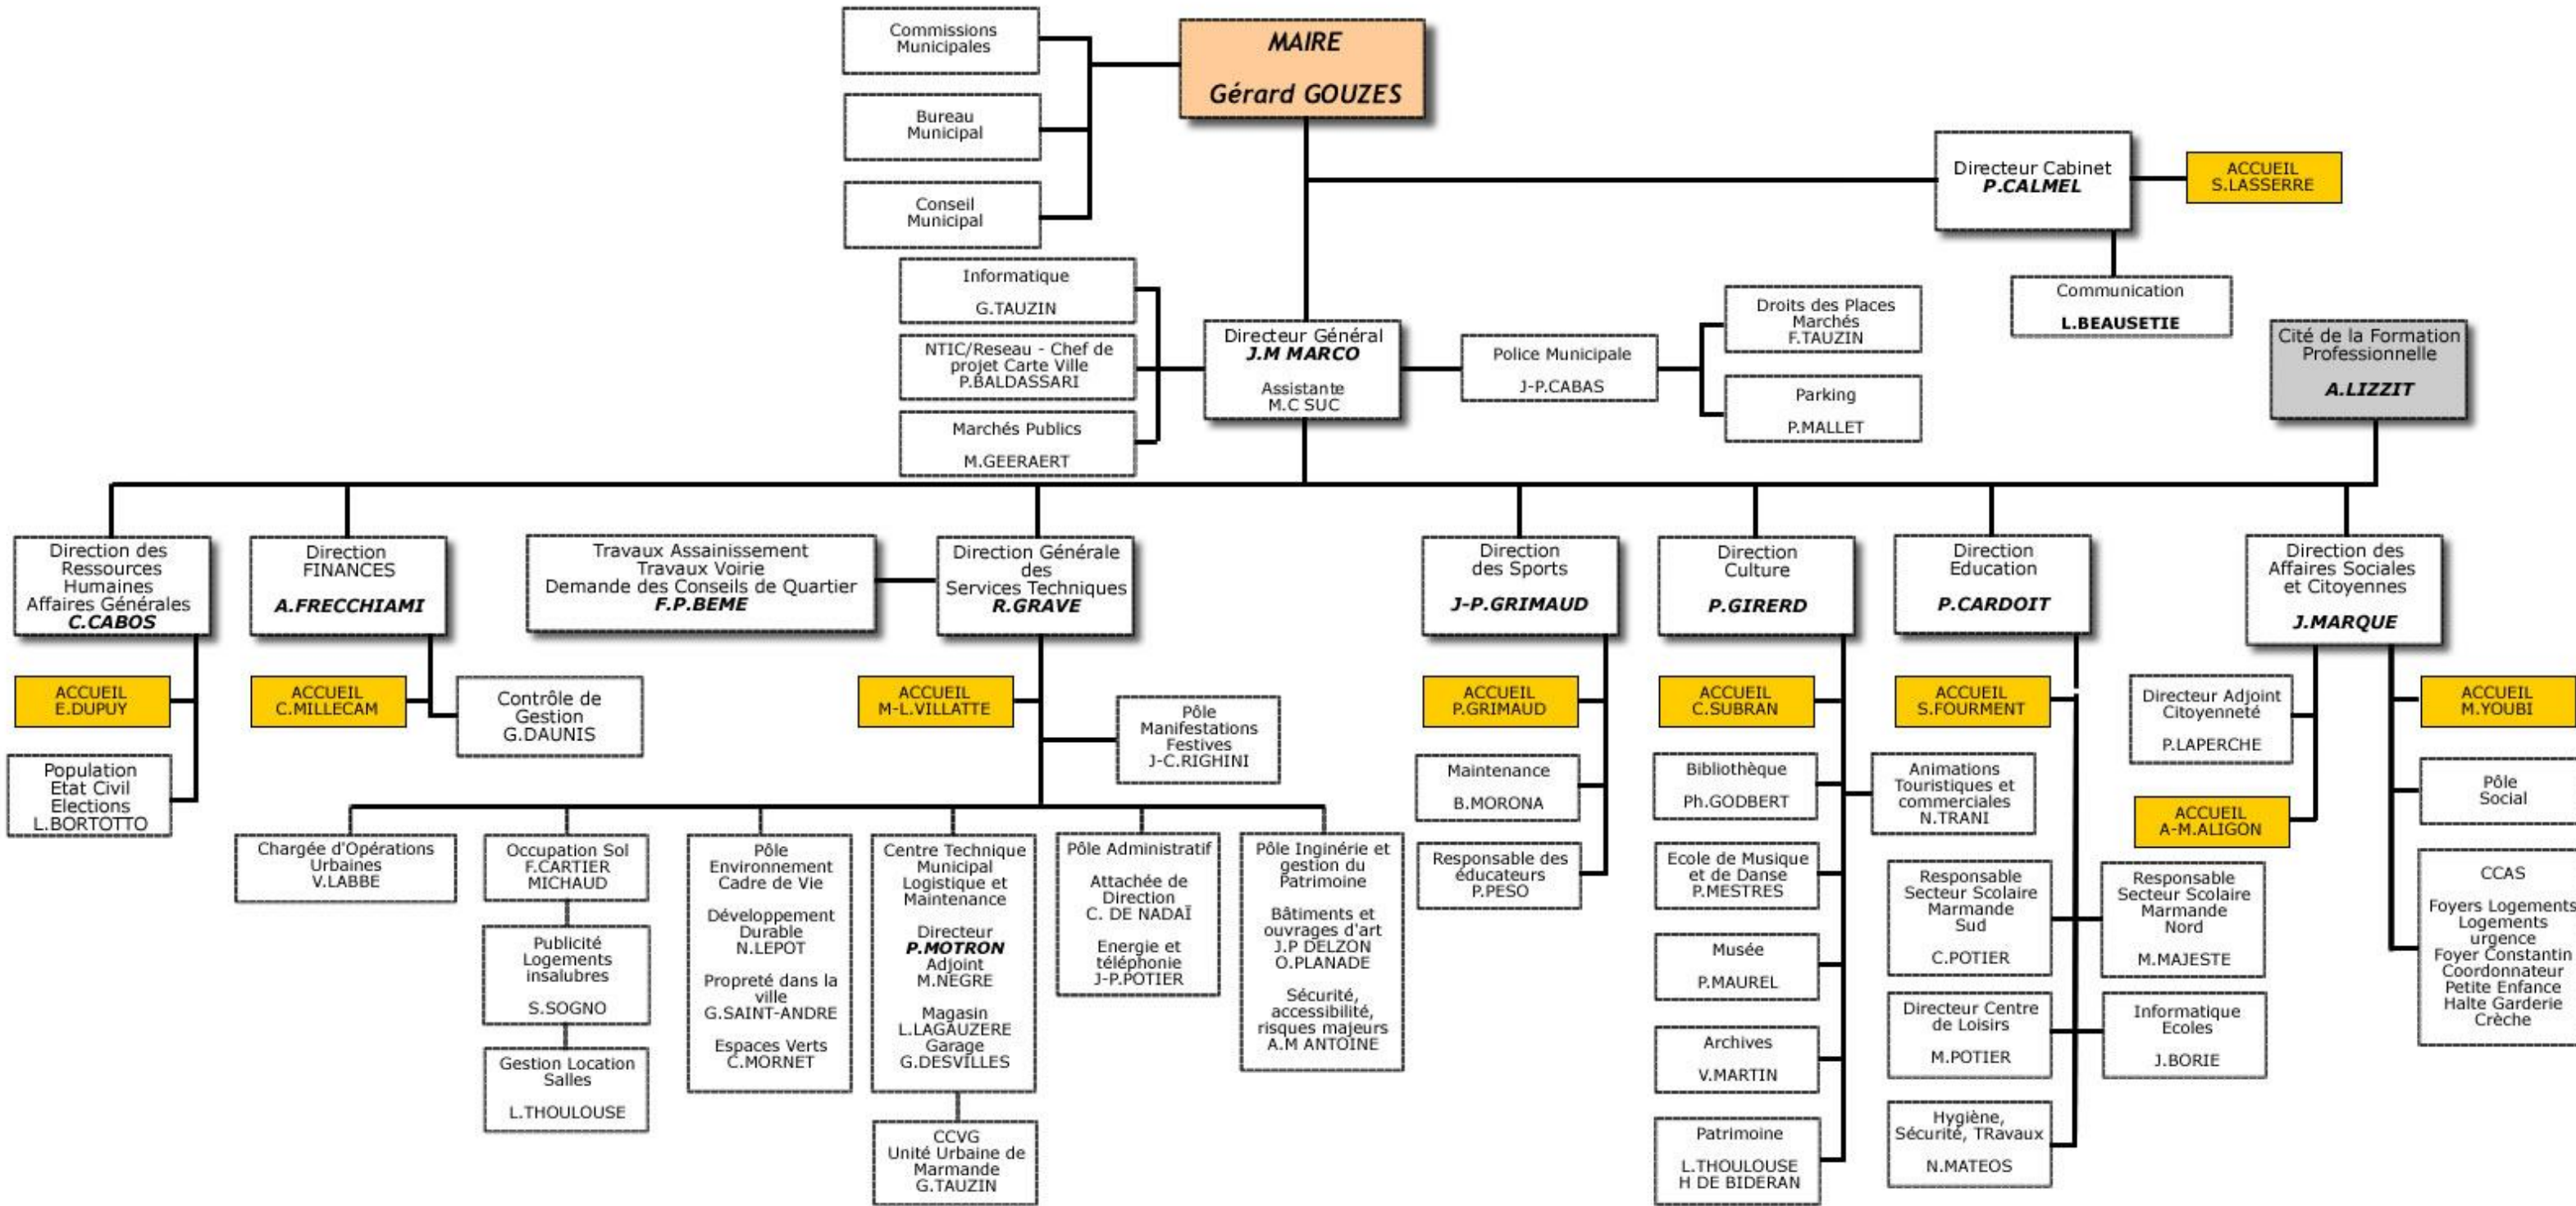 Commissions
Municipales
MAIRE
Gérard GOUZES
Bureau
Municipal
Conseil
Municipal
Directeur Cabinet
P.CALMEL
ACCUEIL
S.LASSERRE
Communication
L.BEAUSETIE
Informatique
G.TAUZIN
NTIC/Reseau - Chef de
projet Carte Ville
P.BALDASSARI
Marchés Publics
M.GEERAERT
Directeur Général
J.M MARCO
Assistante
M.C SUC
Police Municipale
J-P.CABAS
Droits des Places
Marchés
F.TAUZIN
Parking
P.MALLET
Cité de la Formation
Professionnelle
A.LIZZIT
Direction des
Ressources
Humaines
Affaires Générales
C.CABOS
ACCUEIL
E.DUPUY
Population
Etat Civil
Elections
L.BORTOTTO
Direction
FINANCES
A.FRECCHIAMI
ACCUEIL
C.MILLECAM
Contrôle de
Gestion
G.DAUNIS
Travaux Assainissement
Travaux Voirie
Demande des Conseils de Quartier
F.P.BEME
Direction Générale
des
Services Techniques
R.GRAVE
ACCUEIL
M-L.VILLATTE
Pôle
Manifestations
Festives
J-C.RIGHINI
Chargée d'Opérations
Urbaines
V.LABBE
Occupation Sol
F.CARTIER
MICHAUD
Publicité
Logements
insalubres
S.SOGNO
Gestion Location
Salles
L.THOULOUSE
Pôle
Environnement
Cadre de Vie
Développement
Durable
N.LEPOT
Propreté dans la
ville
G.SAINT-ANDRE
Espaces Verts
C.MORNET
Centre Technique
Municipal
Logistique et
Maintenance
Directeur
P.MOTRON
Adjoint
M.NEGRE
Magasin
L.LAGAUZERE
Garage
G.DESVILLES
CCVG
Unité Urbaine de
Marmande
G.TAUZIN
Pôle Administratif
Attachée de
Direction
C. DE NADAÏ
Energie et
téléphonie
J-P.POTIER
Pôle Inginérie et
gestion du
Patrimoine
Bâtiments et
ouvrages d'art
J.P DELZON
O.PLANADE
Sécurité,
accessibilité,
risques majeurs
A.M ANTOINE
Direction
des Sports
J-P.GRIMAUD
ACCUEIL
P.GRIMAUD
Maintenance
B.MORONA
Responsable des
éducateurs
P.PESO
Direction
Culture
P.GIRERD
ACCUEIL
C.SUBRAN
Bibliothèque
Ph.GODBERT
Animations
Touristiques et
commerciales
N.TRANI
Ecole de Musique
et de Danse
P.MESTRES
Musée
P.MAUREL
Archives
V.MARTIN
Patrimoine
L.THOULOUSE
H DE BIDERAN
Direction
Education
P.CARDOIT
ACCUEIL
S.FOURMENT
Responsable
Secteur Scolaire
Marmande
Sud
C.POTIER
Responsable
Secteur Scolaire
Marmande
Nord
M.MAJESTE
Directeur Centre
de Loisirs
M.POTIER
Informatique
Ecoles
J.BORIE
Hygiène,
Sécurité, TRavaux
N.MATEOS
Direction des
Affaires Sociales
et Citoyennes
J.MARQUE
Directeur Adjoint
Citoyenneté
P.LAPERCHE
ACCUEIL
A-M.ALIGON
ACCUEIL
M.YOUBI
Pôle
Social
CCAS
Foyers Logements
Logements
urgence
Foyer Constantin
Coordonnateur
Petite Enfance
Halte Garderie
Crèche